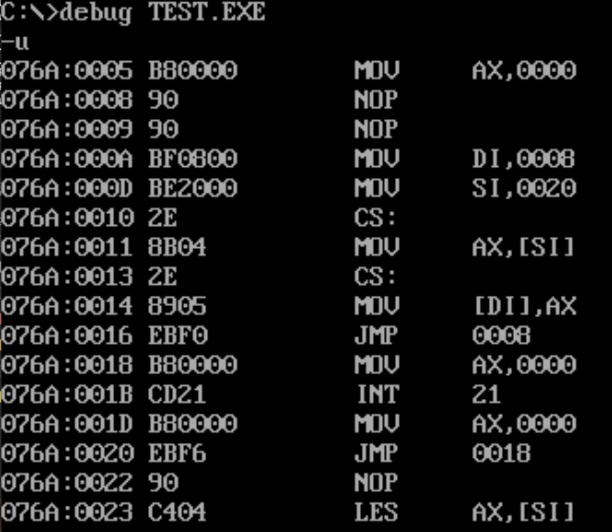 C:\>debug TEST.EXE
-u
076A:0005 B80000 MOV AX,0000
076A:0008 90 NOP
076A:0009 90 NOP
076A:000A BF0800 MOV DI,0008
076A:000D BE2000 MOV SI,0020
076A:0010 2E CS:
076A:0011 8B04 MOV AX,[SI]
076A:0013 2E CS:
076A:0014 8905 MOV [DI],AX
076A:0016 EBF0 JMP 0008
076A:0018 B80000 MOV AX,0000
076A:001B CD21 INT 21
076A:001D B80000 MOV AX,0000
076A:0020 EBF6 JMP 0018
076A:0022 90 NOP
076A:0023 C404 LES AX,[SI]